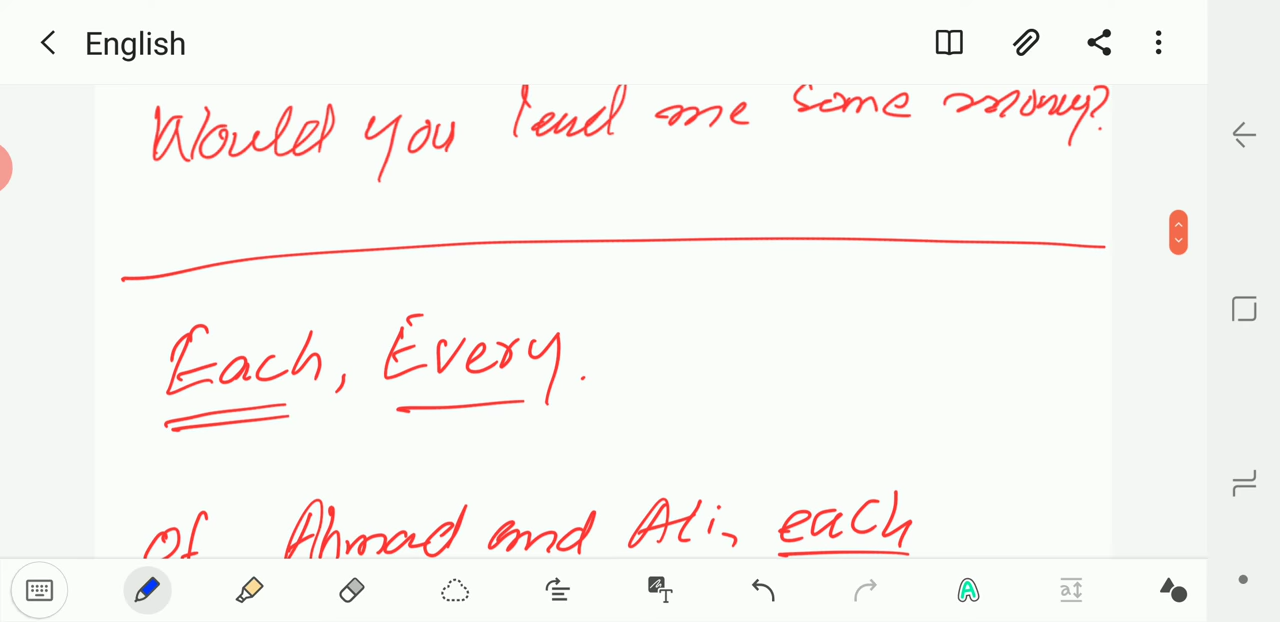 English
Would you lend me some money?
Each, Every.
of Ahmad and Ali, each